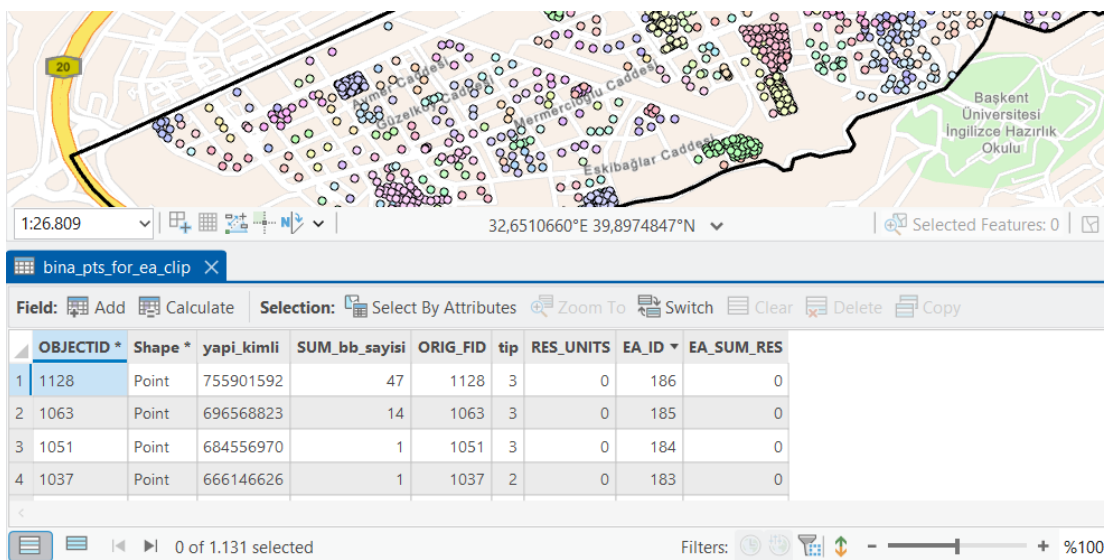 20
Aymer Caddesi
Güzelkoy Caddesi
Mermercioğlu Caddesi
Eskibağlar Caddesi
Başkent
Üniversitesi
İngilizce Hazırlık
Okulu
1:26.809 N 32,6510660°E 39,8974847°N Selected Features: 0
bina_pts_for_ea_clip
Field: Add Calculate Selection: Select By Attributes Zoom To Switch Clear Delete Copy
OBJECTID * Shape * yapi_kimli SUM_bb_sayisi ORIG_FID tip RES_UNITS EA_ID EA_SUM_RES
1 1128 Point 755901592 47 1128 3 0 186 0
2 1063 Point 696568823 14 1063 3 0 185 0
3 1051 Point 684556970 1 1051 3 0 184 0
4 1037 Point 666146626 1 1037 2 0 183 0
0 of 1.131 selected Filters: - + %100